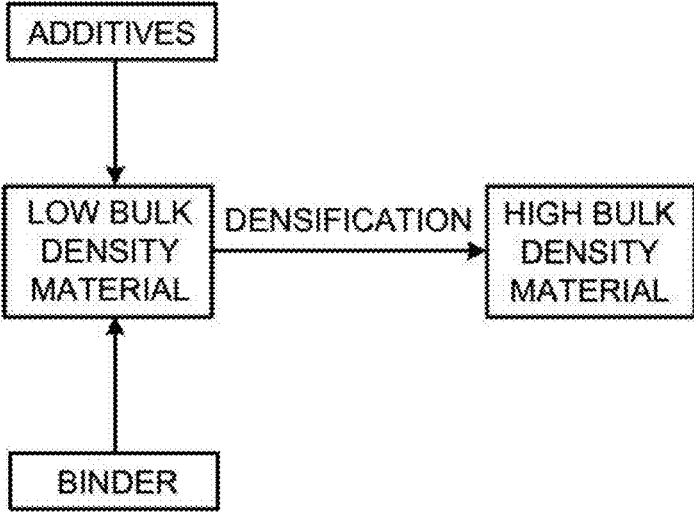 ADDITIVES
LOW BULK
DENSITY
MATERIAL
DENSIFICATION
HIGH BULK
DENSITY
MATERIAL
BINDER